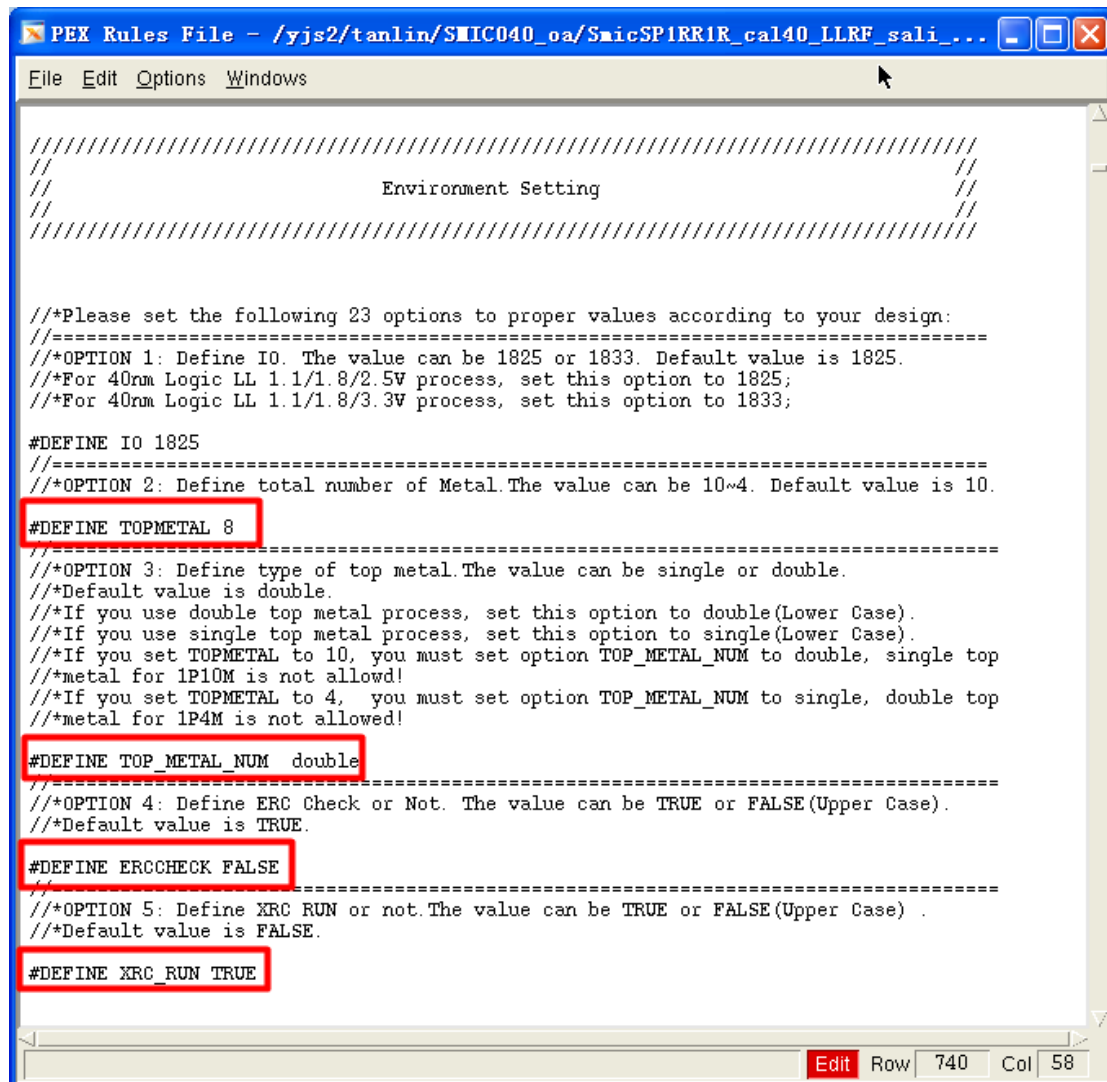 PEX Rules File - /yjs2/tanlin/SMIC040_oa/SmicSP1RR1R_cal40_LLRF_sali_...
File Edit Options Windows
///////////////////////////////////////////////////////////////////////////////////
// //
// Environment Setting //
// //
///////////////////////////////////////////////////////////////////////////////////
//*Please set the following 23 options to proper values according to your design:
//==================================================================================
//*OPTION 1: Define IO. The value can be 1825 or 1833. Default value is 1825.
//*For 40nm Logic LL 1.1/1.8/2.5V process, set this option to 1825;
//*For 40nm Logic LL 1.1/1.8/3.3V process, set this option to 1833;
#DEFINE IO 1825
//==================================================================================
//*OPTION 2: Define total number of Metal.The value can be 10~4. Default value is 10.
#DEFINE TOPMETAL 8
//===================================================================================
//*OPTION 3: Define type of top metal.The value can be single or double.
//*Default value is double.
//*If you use double top metal process, set this option to double(Lower Case).
//*If you use single top metal process, set this option to single(Lower Case).
//*If you set TOPMETAL to 10, you must set option TOP_METAL_NUM to double, single top
//*metal for 1P10M is not allowd!
//*If you set TOPMETAL to 4,  you must set option TOP_METAL_NUM to single, double top
//*metal for 1P4M is not allowed!
#DEFINE TOP_METAL_NUM  double
//===================================================================================
//*OPTION 4: Define ERC Check or Not. The value can be TRUE or FALSE(Upper Case).
//*Default value is TRUE.
#DEFINE ERCCHECK FALSE
//===================================================================================
//*OPTION 5: Define XRC RUN or not.The value can be TRUE or FALSE(Upper Case) .
//*Default value is FALSE.
#DEFINE XRC_RUN TRUE
Edit Row 740 Col 58